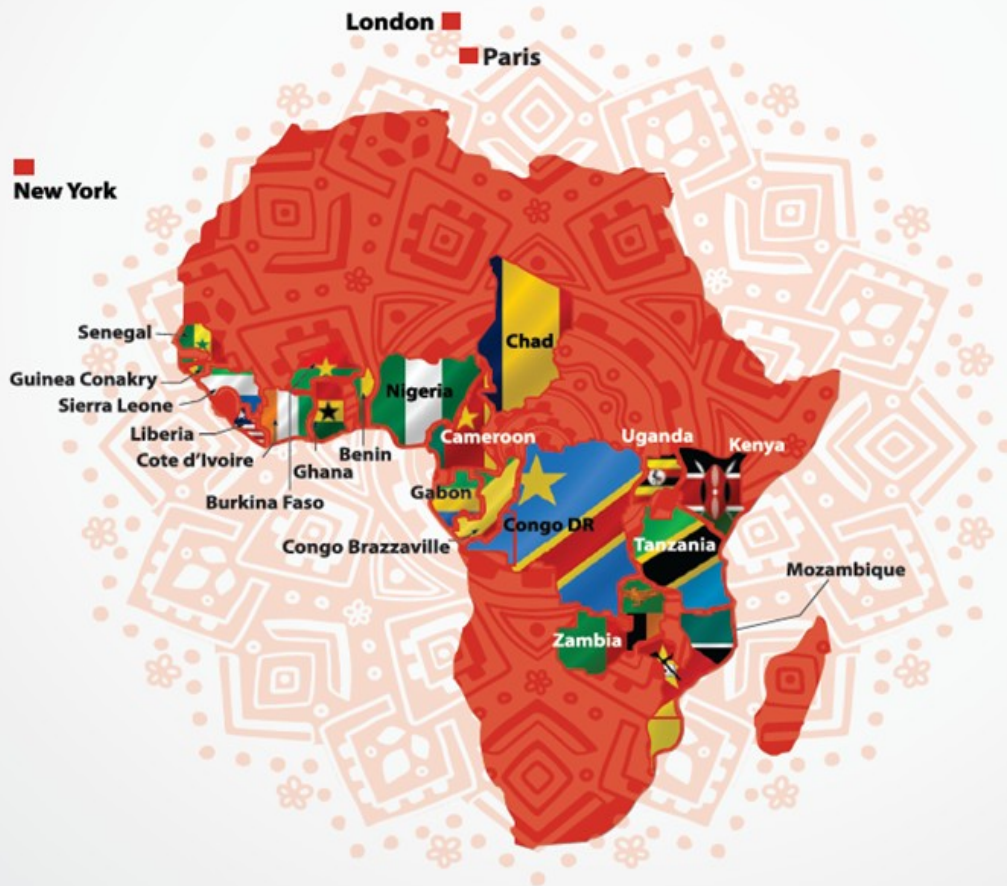 London
Paris
New York
Senegal
Guinea Conakry
Sierra Leone
Liberia
Cote d'Ivoire
Burkina Faso
Ghana
Benin
Nigeria
Chad
Cameroon
Gabon
Congo Brazzaville
Congo DR
Uganda
Kenya
Tanzania
Mozambique
Zambia